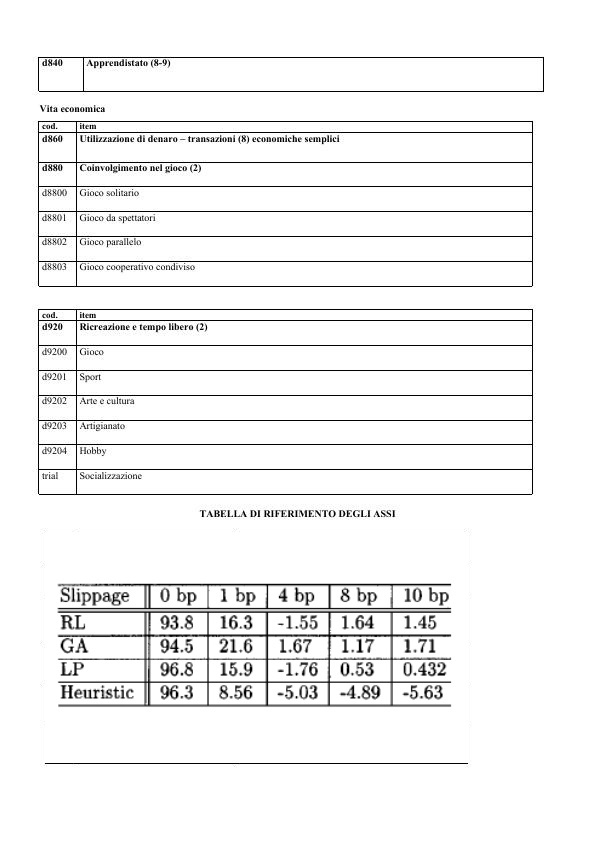 d840 Apprendistato (8-9)
Vita economica
cod. item
d860 Utilizzazione di denaro – transazioni (8) economiche semplici
d880 Coinvolgimento nel gioco (2)
d8800 Gioco solitario
d8801 Gioco da spettatori
d8802 Gioco parallelo
d8803 Gioco cooperativo condiviso
cod. item
d920 Ricreazione e tempo libero (2)
d9200 Gioco
d9201 Sport
d9202 Arte e cultura
d9203 Artigianato
d9204 Hobby
trial Socializzazione
TABELLA DI RIFERIMENTO DEGLI ASSI
Slippage 0 bp 1 bp 4 bp 8 bp 10 bp
RL 93.8 16.3 -1.55 1.64 1.45
GA 94.5 21.6 1.67 1.17 1.71
LP 96.8 15.9 -1.76 0.53 0.432
Heuristic 96.3 8.56 -5.03 -4.89 -5.63